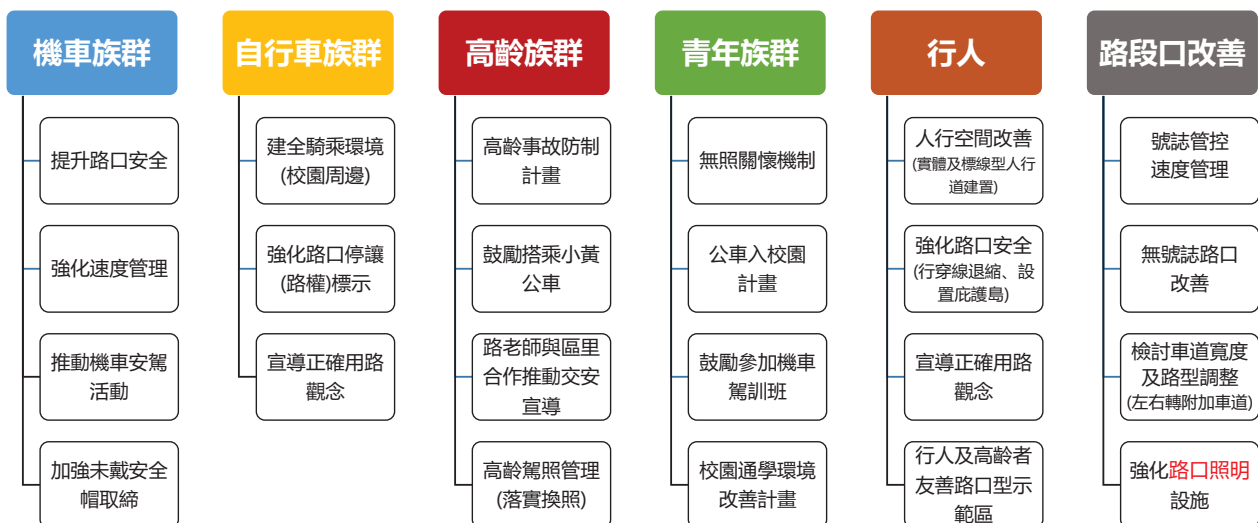 機車族群
提升路口安全
強化速度管理
推動機車安駕
活動
加強未戴安全
帽取締
自行車族群
建全騎乘環境
(校園周邊)
強化路口停讓
(路權)標示
宣導正確用路
觀念
高齡族群
高齡事故防制
計畫
鼓勵搭乘小黃
公車
路老師與區里
合作推動交安
宣導
高齡駕照管理
(落實換照)
青年族群
無照關懷機制
公車入校園
計畫
鼓勵參加機車
駕訓班
校園通學環境
改善計畫
行人
人行空間改善
(實體及標線型人行
道建置)
強化路口安全
(行穿線退縮、設
置庇護島)
宣導正確用路
觀念
行人及高齡者
友善路口型示
範區
路段口改善
號誌管控
速度管理
無號誌路口
改善
檢討車道寬度
及路型調整
(左右轉附加車道)
強化路口照明
設施